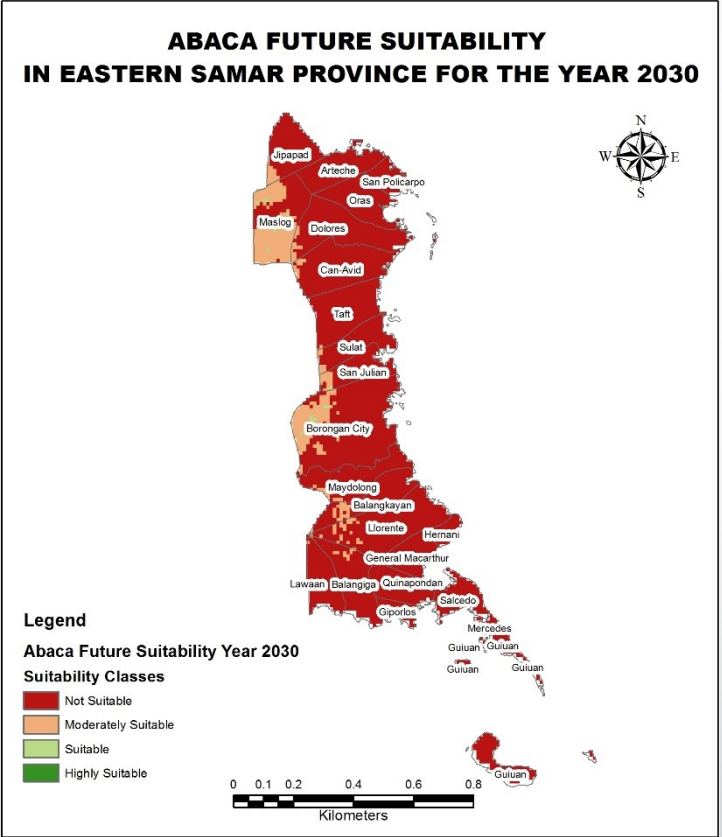 ABACA FUTURE SUITABILITY
IN EASTERN SAMAR PROVINCE FOR THE YEAR 2030
N
W E
S
Jipapad
Arteche
San Policarpo
Oras
Maslog
Dolores
Can-Avid
Taft
Sulat
San Julian
Borongan City
Maydolong
Balangkayan
Llorente
Hernani
General Macarthur
Lawaan
Balangiga
Quinapondan
Salcedo
Giporlos
Mercedes
Guiuan
Guiuan
Guiuan
Guiuan
Guiuan
Legend
Abaca Future Suitability Year 2030
Suitability Classes
Not Suitable
Moderately Suitable
Suitable
Highly Suitable
0 0.1 0.2 0.4 0.6 0.8
Kilometers